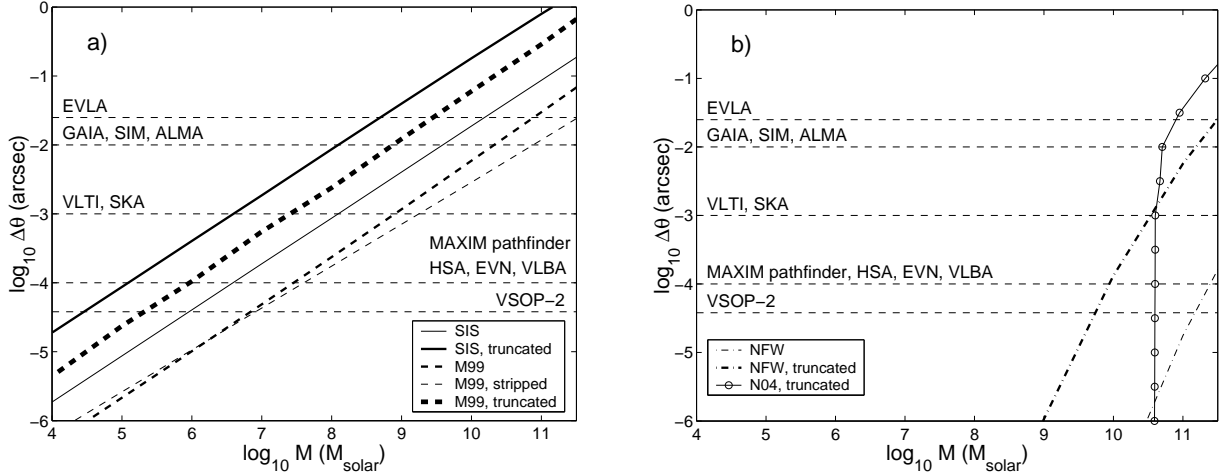 a)
0
−1
−2
−3
−4
−5
−6
log10 Δθ (arcsec)
EVLA
GAIA, SIM, ALMA
VLTI, SKA
MAXIM pathfinder
HSA, EVN, VLBA
VSOP−2
SIS
SIS, truncated
M99
M99, stripped
M99, truncated
4 5 6 7 8 9 10 11
log10 M (Msolar)
b)
0
−1
−2
−3
−4
−5
−6
log10 Δθ (arcsec)
EVLA
GAIA, SIM, ALMA
VLTI, SKA
MAXIM pathfinder, HSA, EVN, VLBA
VSOP−2
NFW
NFW, truncated
N04, truncated
4 5 6 7 8 9 10 11
log10 M (Msolar)